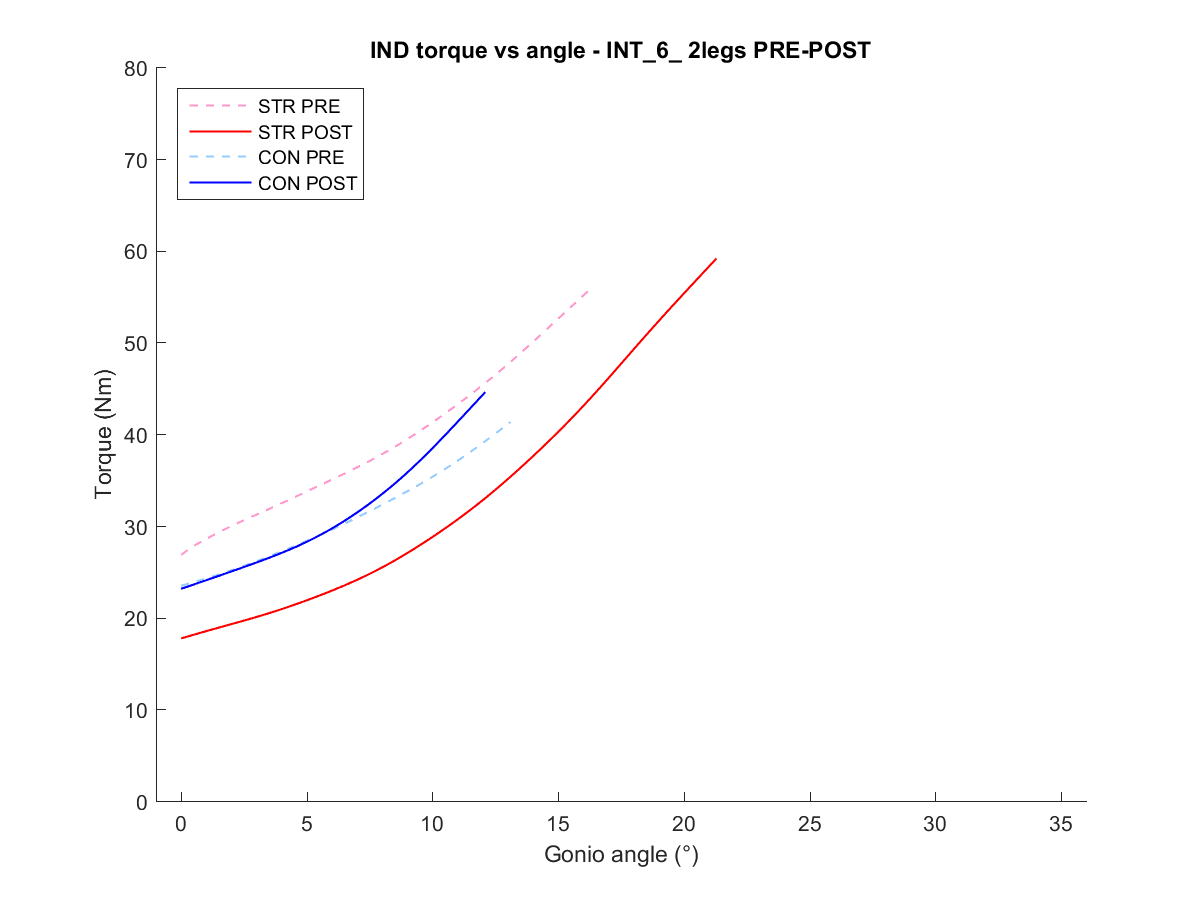 IND torque vs angle - INT_6_ 2legs PRE-POST
80
70
60
50
40
30
20
10
0
STR PRE
STR POST
CON PRE
CON POST
Torque (Nm)
0 5 10 15 20 25 30 35
Gonio angle (°)